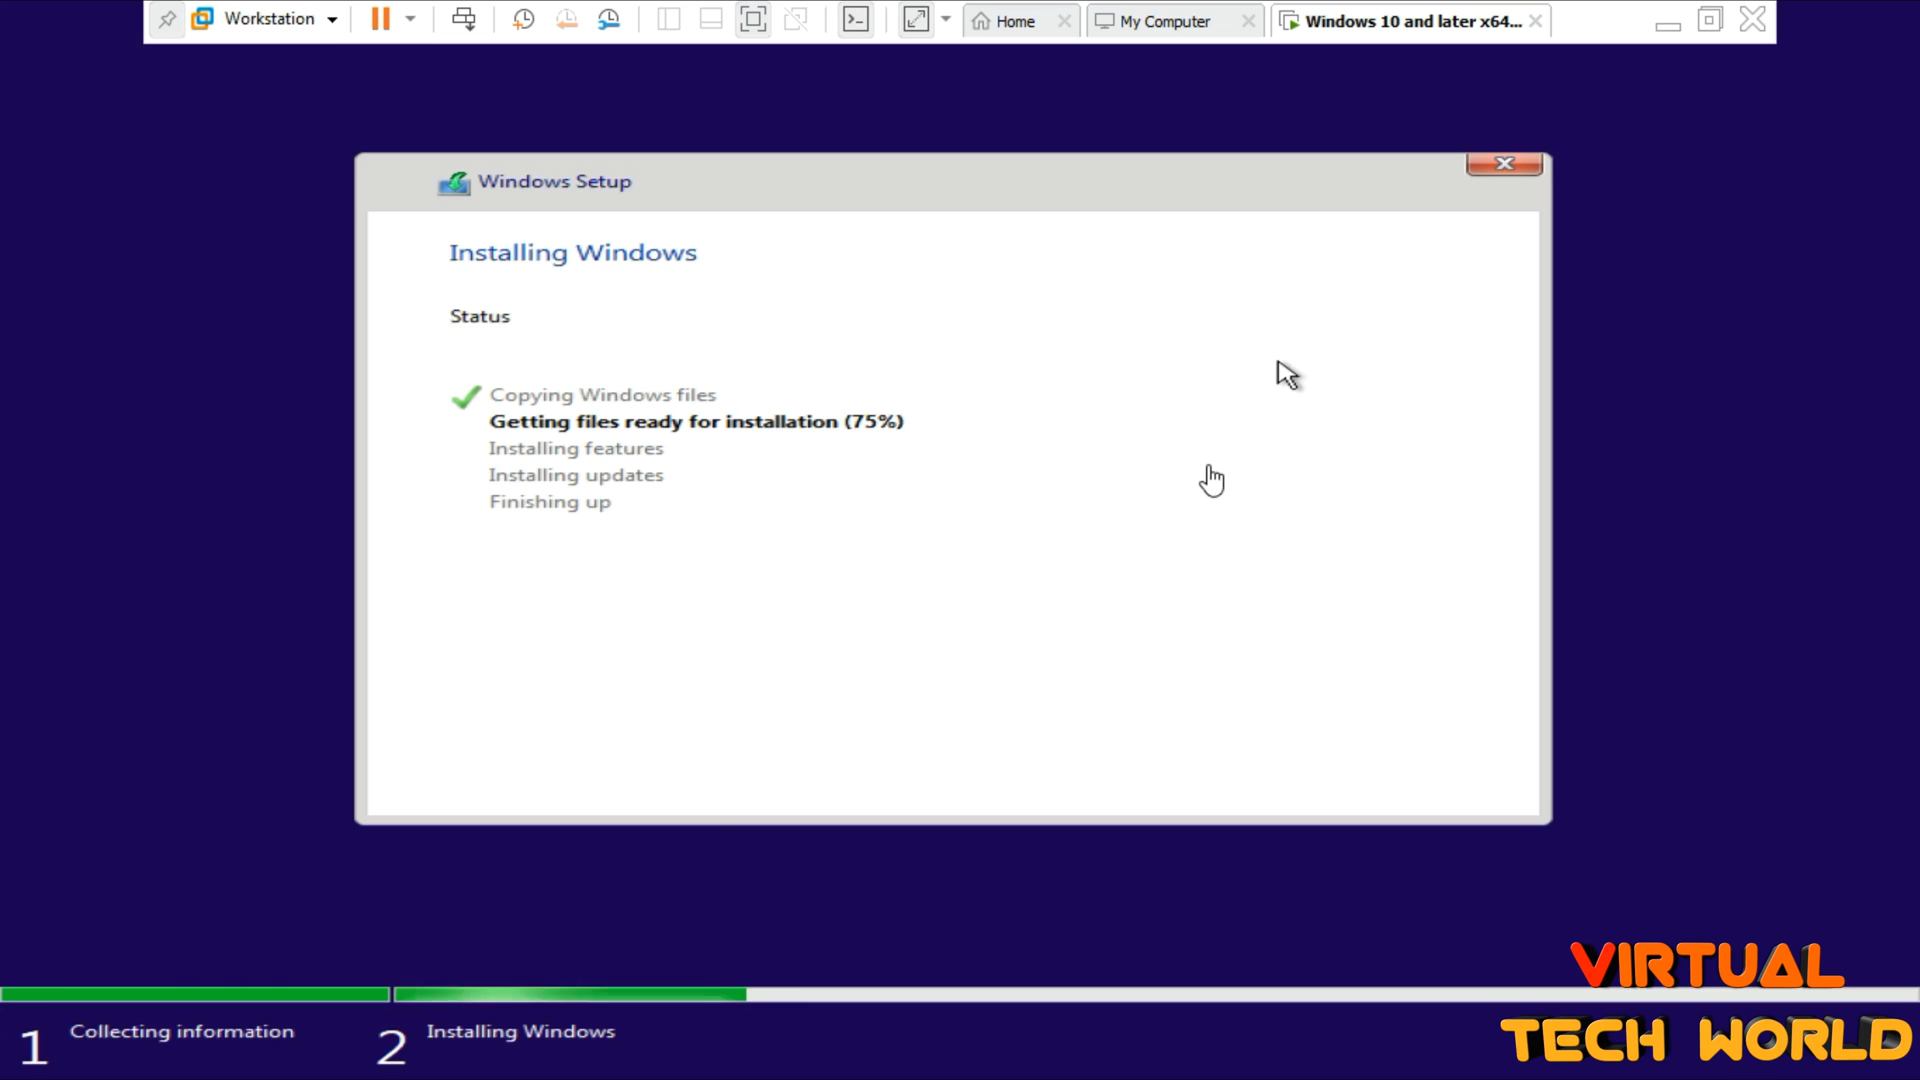 Workstation
Home
My Computer
Windows 10 and later x64...
Windows Setup
Installing Windows
Status
Copying Windows files
Getting files ready for installation (75%)
Installing features
Installing updates
Finishing up
1 Collecting information
2 Installing Windows
VIRTUAL
TECH WORLD